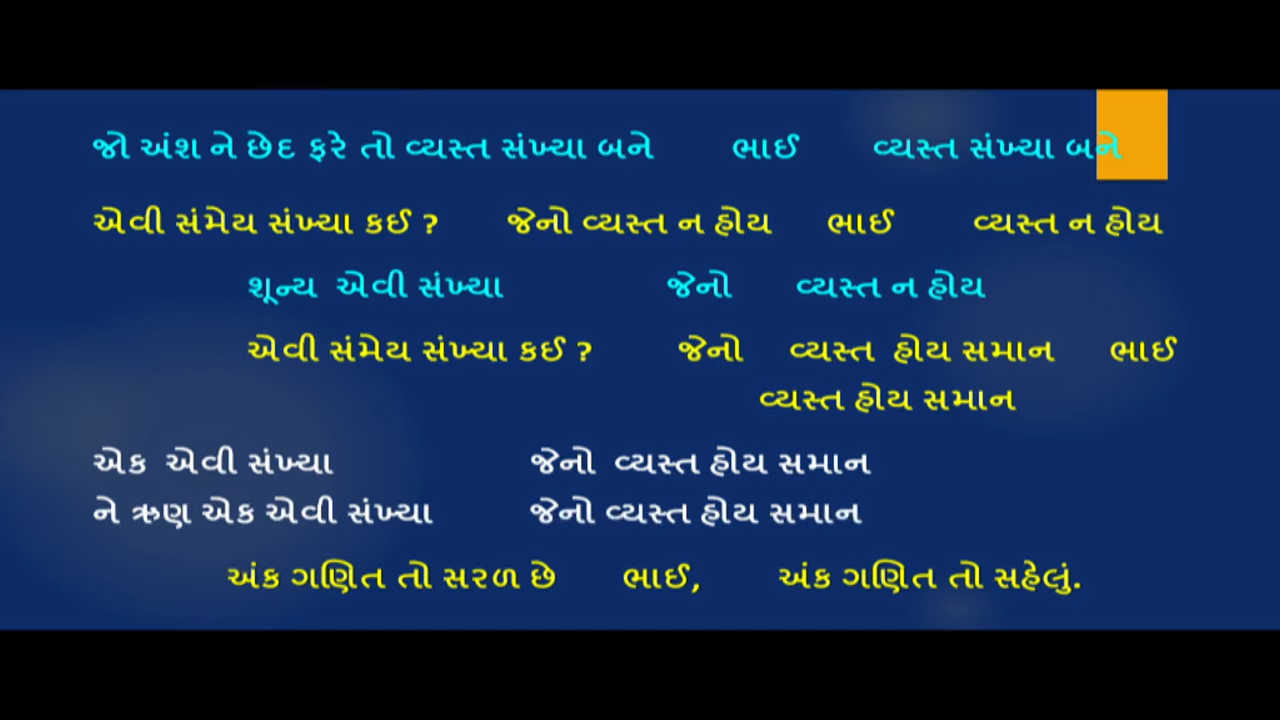 જો અંશ ને છેદ ફરે તો વ્યસ્ત સંખ્યા બને ભાઈ વ્યસ્ત સંખ્યા બને
એવી સંમેય સંખ્યા કઈ ? જેનો વ્યસ્ત ન હોય ભાઈ વ્યસ્ત ન હોય
શૂન્ય એવી સંખ્યા જેનો વ્યસ્ત ન હોય
એવી સંમેય સંખ્યા કઈ ? જેનો વ્યસ્ત હોય સમાન ભાઈ
વ્યસ્ત હોય સમાન
એક એવી સંખ્યા જેનો વ્યસ્ત હોય સમાન
ને ઋણ એક એવી સંખ્યા જેનો વ્યસ્ત હોય સમાન
અંક ગણિત તો સરળ છે ભાઈ, અંક ગણિત તો સહેલું.